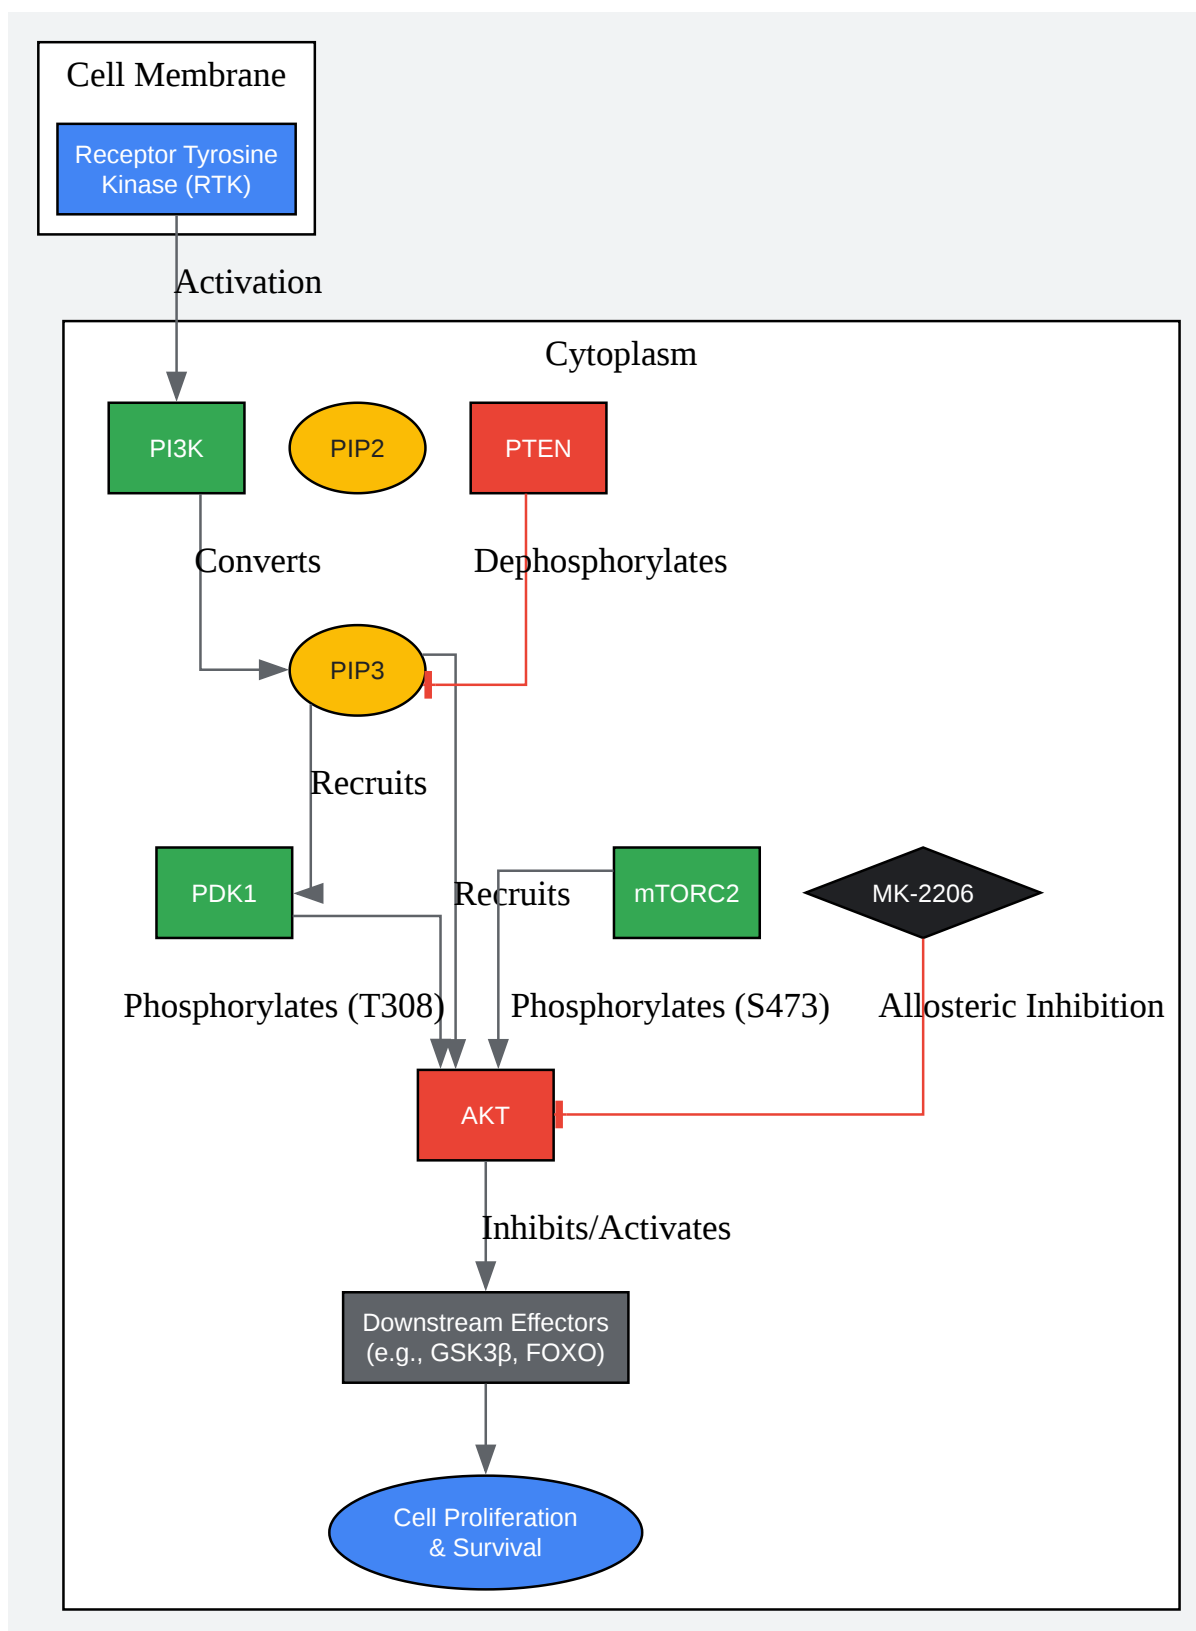 Cell Membrane
Receptor Tyrosine
Kinase (RTK)
Activation
Cytoplasm
PI3K
PIP2
PTEN
Converts
Dephosphorylates
PIP3
Recruits
PDK1
Recruits
mTORC2
MK-2206
Phosphorylates (T308)
Phosphorylates (S473)
Allosteric Inhibition
AKT
Inhibits/Activates
Downstream Effectors
(e.g., GSK3β, FOXO)
Cell Proliferation
& Survival